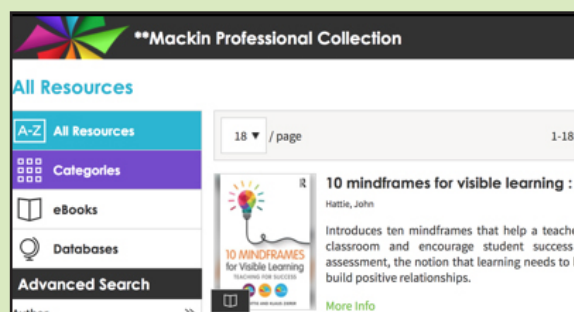 **Mackin Professional Collection
All Resources
A-Z All Resources
Categories
eBooks
Databases
Advanced Search
18 ▼ / page
1-18
10 mindframes for visible learning :
Hattie, John
Introduces ten mindframes that help a teache
classroom and encourage student success
assessment, the notion that learning needs to
build positive relationships.
More Info
10 MINDFRAMES
for Visible Learning
TEACHING FOR SUCCESS